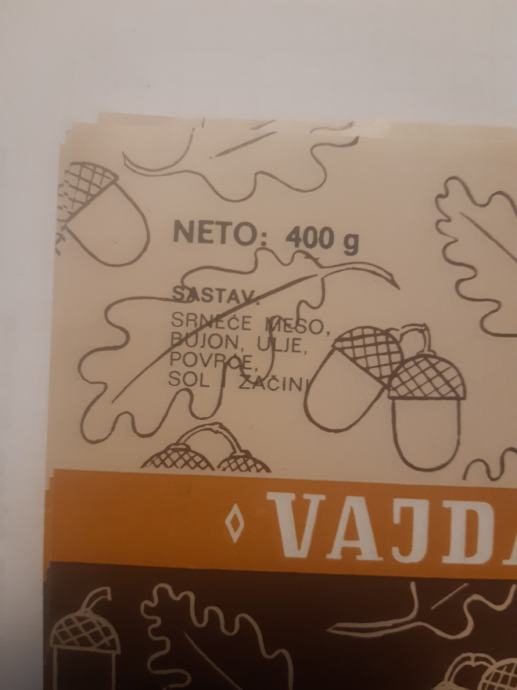 NETO: 400 g
SASTAV:
SRNEĆE MESO,
BUJON, ULJE,
POVRĆE,
SOL I ZAČINI
VAJDA